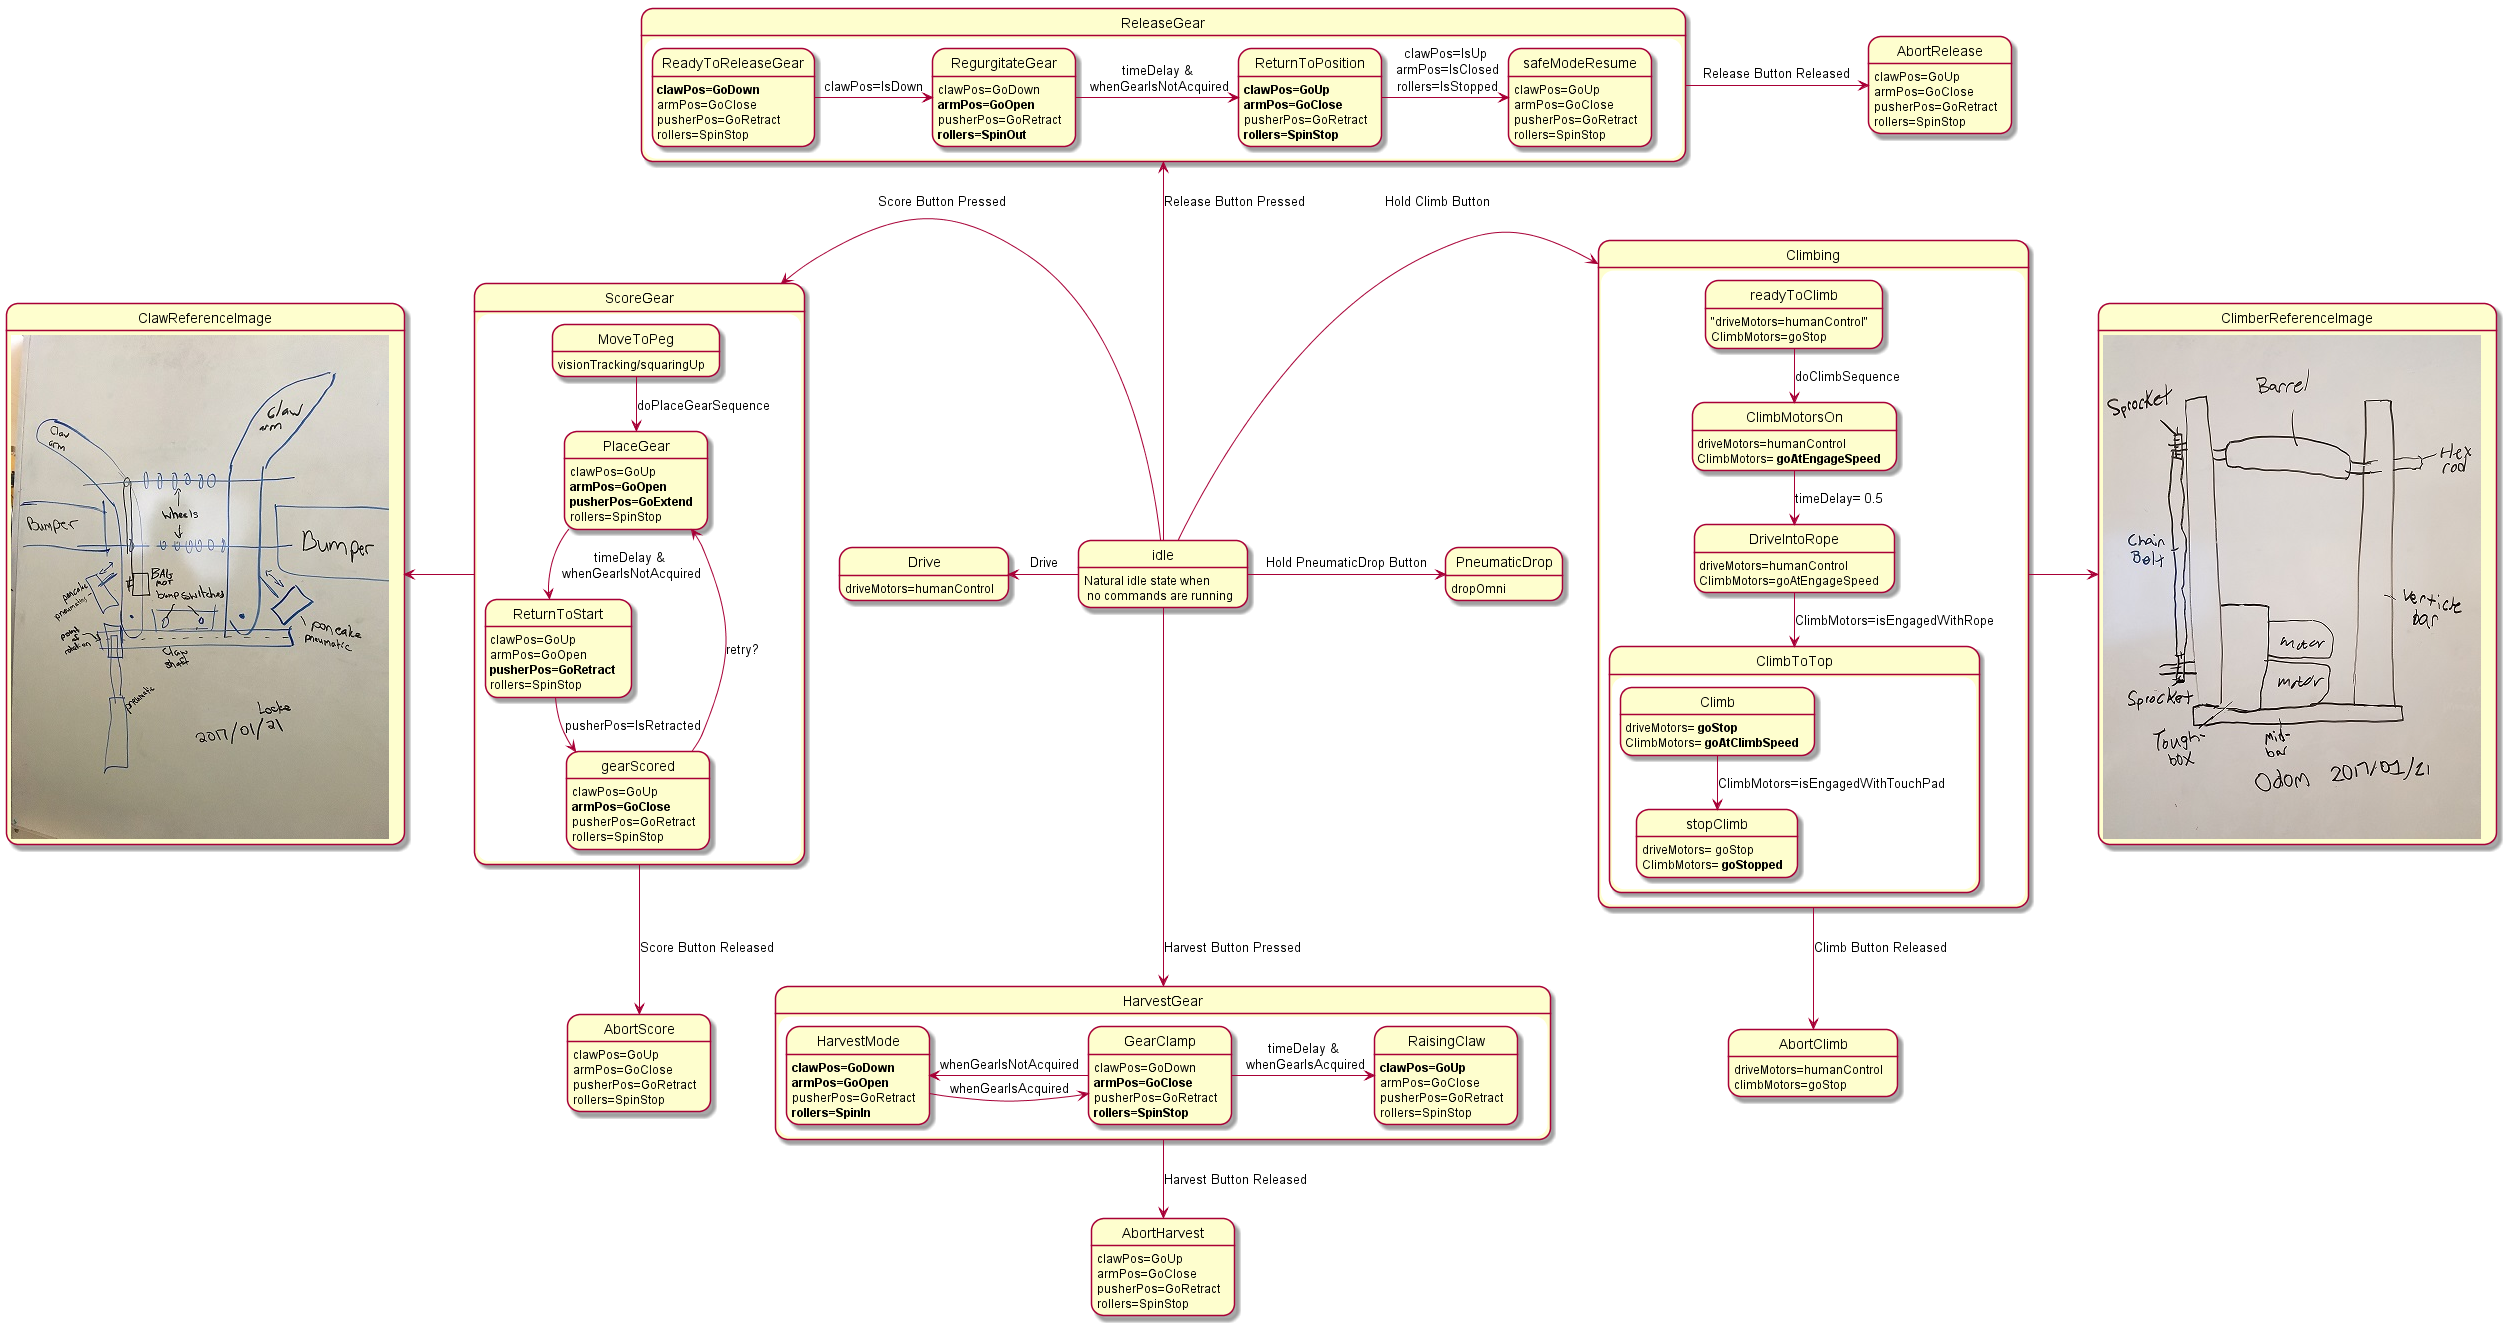 ReleaseGear
ReadyToReleaseGear
clawPos=GoDown
armPos=GoClose
pusherPos=GoRetract
rollers=SpinStop
clawPos=IsDown
RegurgitateGear
clawPos=GoDown
armPos=GoOpen
pusherPos=GoRetract
rollers=SpinOut
timeDelay &
whenGearIsNotAcquired
ReturnToPosition
clawPos=GoUp
armPos=GoClose
pusherPos=GoRetract
rollers=SpinStop
clawPos=IsUp
armPos=IsClosed
rollers=IsStopped
safeModeResume
clawPos=GoUp
armPos=GoClose
pusherPos=GoRetract
rollers=SpinStop
Release Button Released
AbortRelease
clawPos=GoUp
armPos=GoClose
pusherPos=GoRetract
rollers=SpinStop
Score Button Pressed
Release Button Pressed
Hold Climb Button
ClawReferenceImage
Claw
arm
Claw
arm
Wheels
Bumper
Bumper
BAG
MOT
bumpswitches
pancake
pneumatic
pancake
pneumatic
point
of
rotation
Claw
shaft
pneumatic
Locke
2017/01/21
ScoreGear
MoveToPeg
visionTracking/squaringUp
doPlaceGearSequence
PlaceGear
clawPos=GoUp
armPos=GoOpen
pusherPos=GoExtend
rollers=SpinStop
timeDelay &
whenGearIsNotAcquired
ReturnToStart
clawPos=GoUp
armPos=GoOpen
pusherPos=GoRetract
rollers=SpinStop
retry?
pusherPos=IsRetracted
gearScored
clawPos=GoUp
armPos=GoClose
pusherPos=GoRetract
rollers=SpinStop
Drive
driveMotors=humanControl
Drive
idle
Natural idle state when
no commands are running
Hold PneumaticDrop Button
PneumaticDrop
dropOmni
Climbing
readyToClimb
"driveMotors=humanControl"
ClimbMotors=goStop
doClimbSequence
ClimbMotorsOn
driveMotors=humanControl
ClimbMotors= goAtEngageSpeed
timeDelay= 0.5
DriveIntoRope
driveMotors=humanControl
ClimbMotors=goAtEngageSpeed
ClimbMotors=isEngagedWithRope
ClimbToTop
Climb
driveMotors= goStop
ClimbMotors= goAtClimbSpeed
ClimbMotors=isEngagedWithTouchPad
stopClimb
driveMotors= goStop
ClimbMotors= goStopped
ClimberReferenceImage
Barrel
Sprocket
Hex
rod
Chain
Belt
verticle
bar
motor
motor
Sprocket
Tough-
box
Mid-
bar
Odom 2017/01/21
Score Button Released
Harvest Button Pressed
Climb Button Released
AbortScore
clawPos=GoUp
armPos=GoClose
pusherPos=GoRetract
rollers=SpinStop
HarvestGear
HarvestMode
clawPos=GoDown
armPos=GoOpen
pusherPos=GoRetract
rollers=SpinIn
whenGearIsNotAcquired
whenGearIsAcquired
GearClamp
clawPos=GoDown
armPos=GoClose
pusherPos=GoRetract
rollers=SpinStop
timeDelay &
whenGearIsAcquired
RaisingClaw
clawPos=GoUp
armPos=GoClose
pusherPos=GoRetract
rollers=SpinStop
AbortClimb
driveMotors=humanControl
climbMotors=goStop
Harvest Button Released
AbortHarvest
clawPos=GoUp
armPos=GoClose
pusherPos=GoRetract
rollers=SpinStop